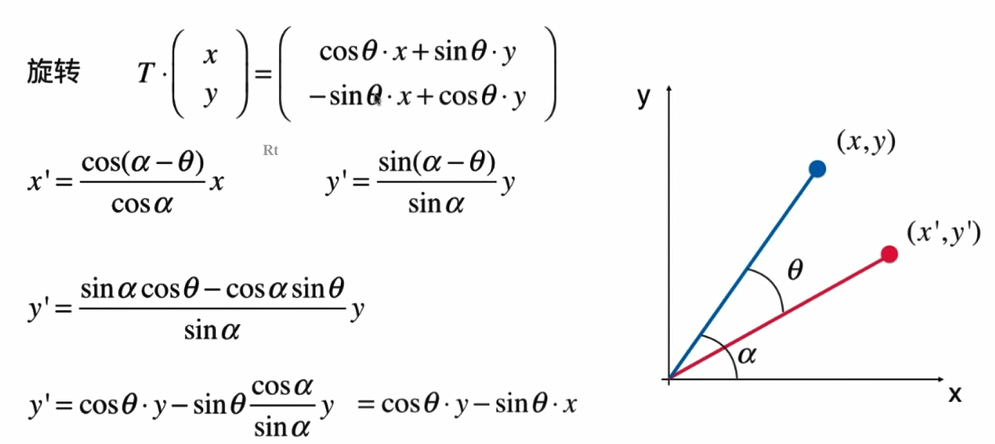 旋转 T · ( x y ) = ( cosθ · x + sinθ · y
−sinθ · x + cosθ · y )
x' = cos(α − θ) / cosα x
Rt
y' = sin(α − θ) / sinα y
y' = sinα cosθ − cosα sinθ / sinα y
y' = cosθ · y − sinθ cosα / sinα y = cosθ · y − sinθ · x
y
(x,y)
(x',y')
θ
α
x